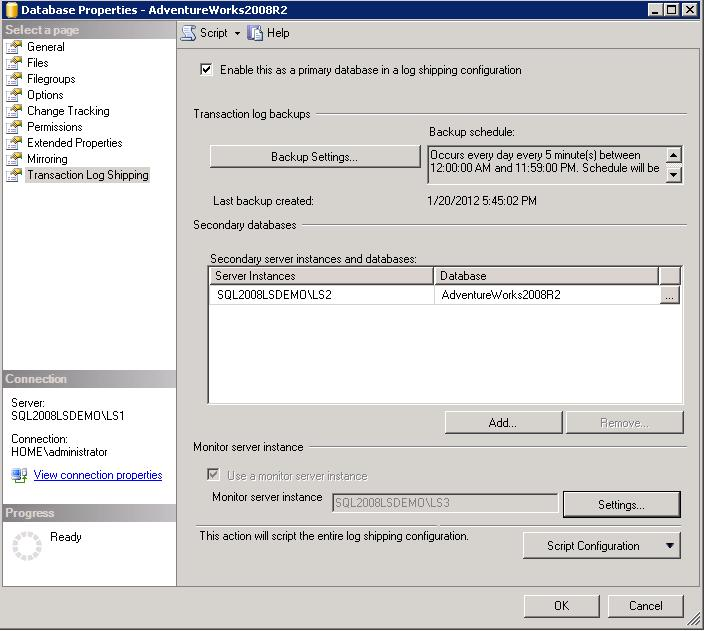 Database Properties - AdventureWorks2008R2
Select a page
General
Files
Filegroups
Options
Change Tracking
Permissions
Extended Properties
Mirroring
Transaction Log Shipping
Connection
Server:
SQL2008LSDEMO\LS1
Connection:
HOME\administrator
View connection properties
Progress
Ready
Script Help
Enable this as a primary database in a log shipping configuration
Transaction log backups
Backup schedule:
Backup Settings...
Occurs every day every 5 minute(s) between
12:00:00 AM and 11:59:00 PM. Schedule will be
Last backup created: 1/20/2012 5:45:02 PM
Secondary databases
Secondary server instances and databases:
Server Instances Database
SQL2008LSDEMO\LS2 AdventureWorks2008R2 ...
Add... Remove...
Monitor server instance
Use a monitor server instance
Monitor server instance SQL2008LSDEMO\LS3 Settings...
This action will script the entire log shipping configuration.
Script Configuration
OK Cancel